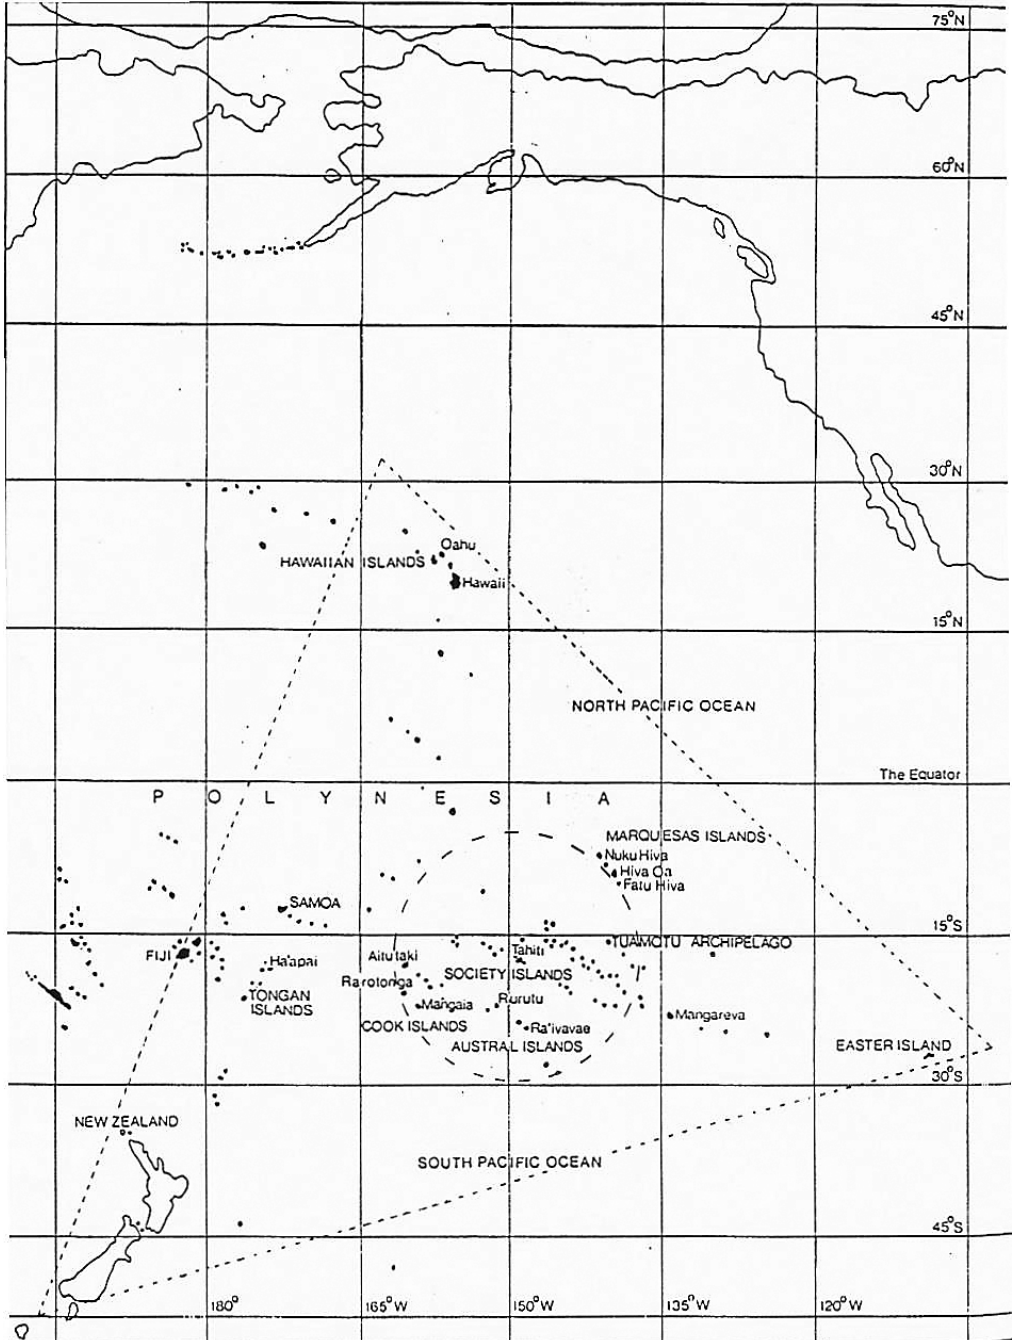 75°N
60°N
45°N
30°N
Oahu
HAWAIIAN ISLANDS
Hawaii
15°N
NORTH PACIFIC OCEAN
The Equator
P O L Y N E S I A
MARQUESAS ISLANDS
Nuku Hiva
Hiva Oa
Fatu Hiva
SAMOA
15°S
FIJI
Ha'apai
Aitutaki
Tahiti
TUAMOTU ARCHIPELAGO
Rarotonga
SOCIETY ISLANDS
TONGAN
ISLANDS
Mangaia
Rurutu
Mangareva
COOK ISLANDS
Ra'ivavae
AUSTRAL ISLANDS
EASTER ISLAND
30°S
NEW ZEALAND
SOUTH PACIFIC OCEAN
45°S
180°
165°W
150°W
135°W
120°W